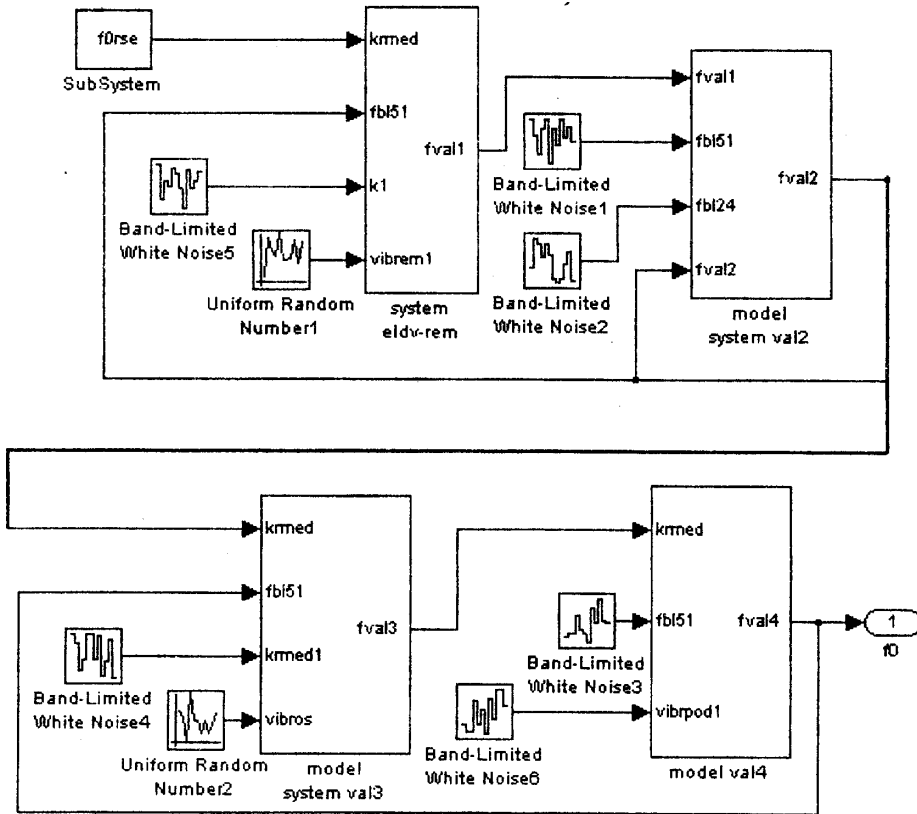 f0rse
SubSystem
krmed
fbl51
k1
vibrem1
fval1
system
eldv-rem
Band-Limited
White Noise5
Uniform Random
Number1
Band-Limited
White Noise1
Band-Limited
White Noise2
fval1
fbl51
fbl24
fval2
fval2
model
system val2
krmed
fbl51
krmed1
vibros
fval3
model
system val3
Band-Limited
White Noise4
Uniform Random
Number2
Band-Limited
White Noise3
Band-Limited
White Noise6
krmed
fbl51
vibrpod1
fval4
model val4
1
f0